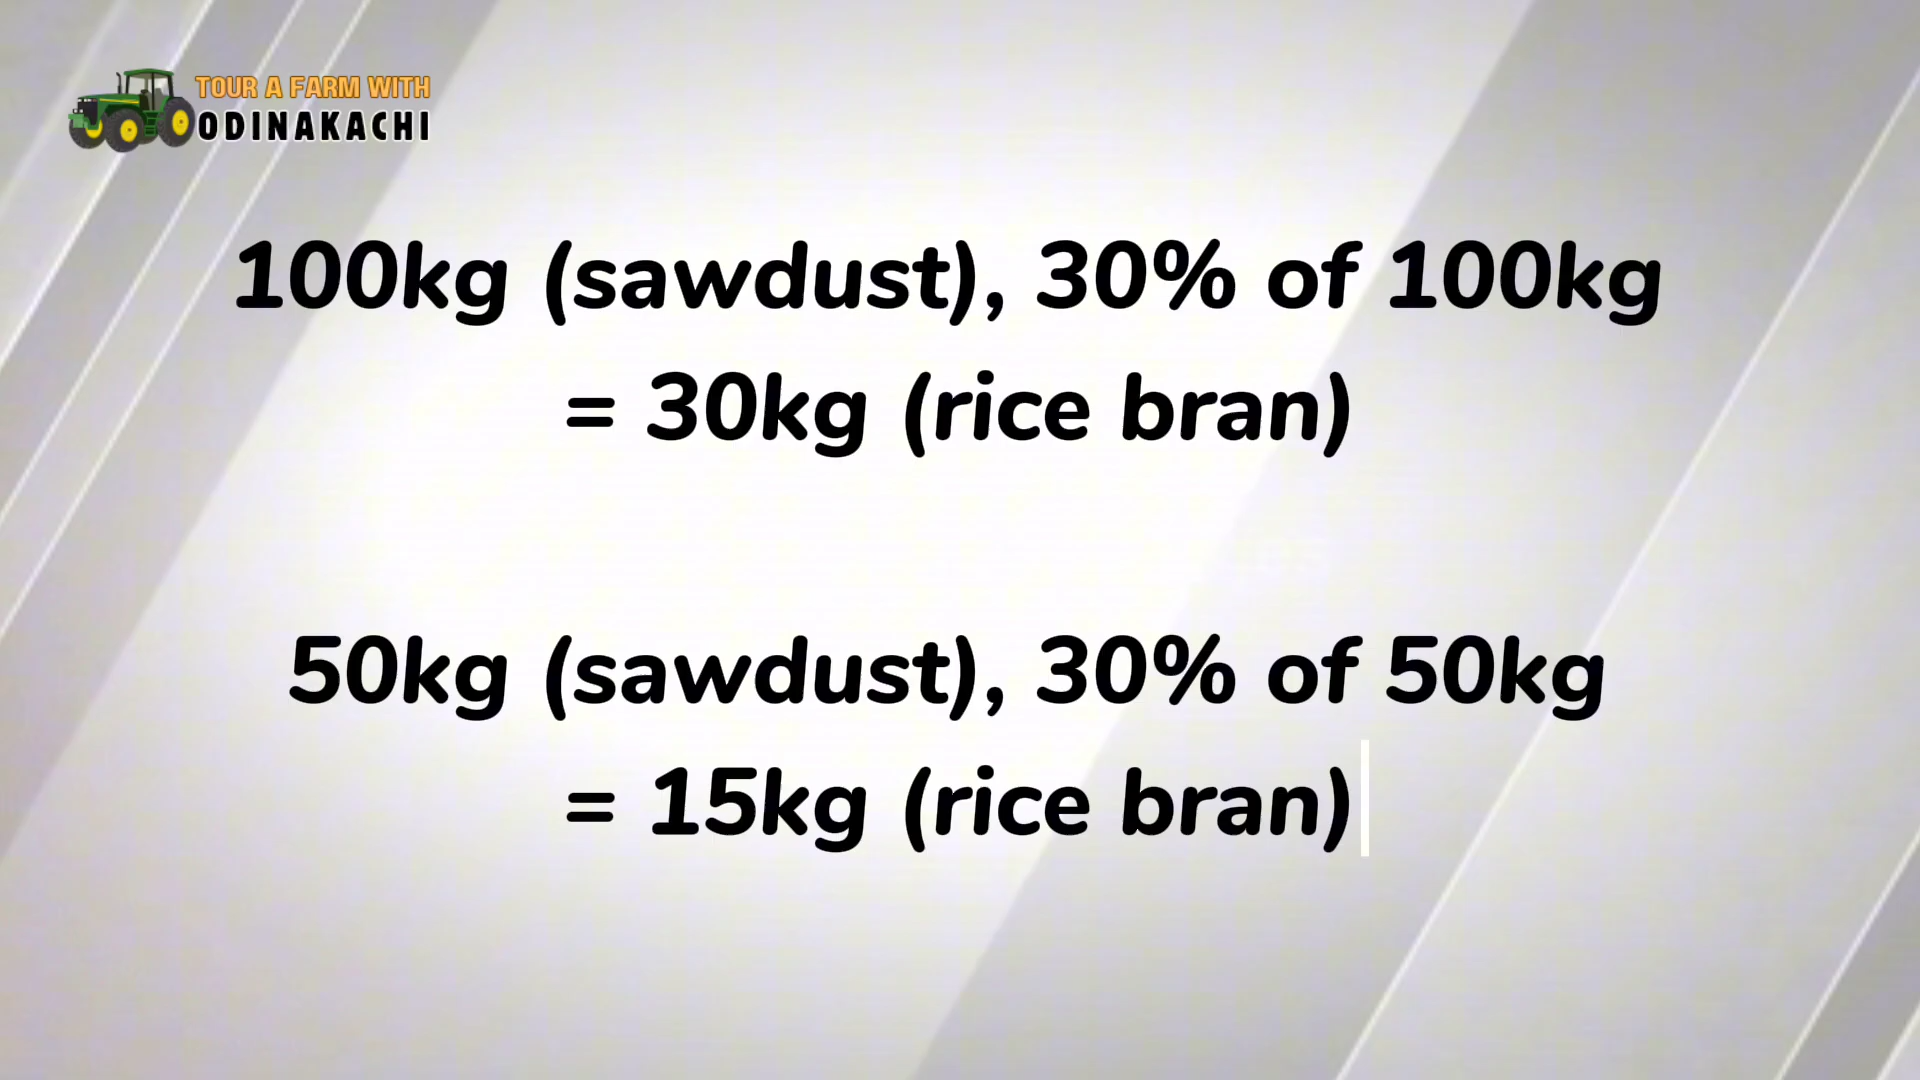 TOUR A FARM WITH
ODINAKACHI
100kg (sawdust), 30% of 100kg
= 30kg (rice bran)
50kg (sawdust), 30% of 50kg
= 15kg (rice bran)